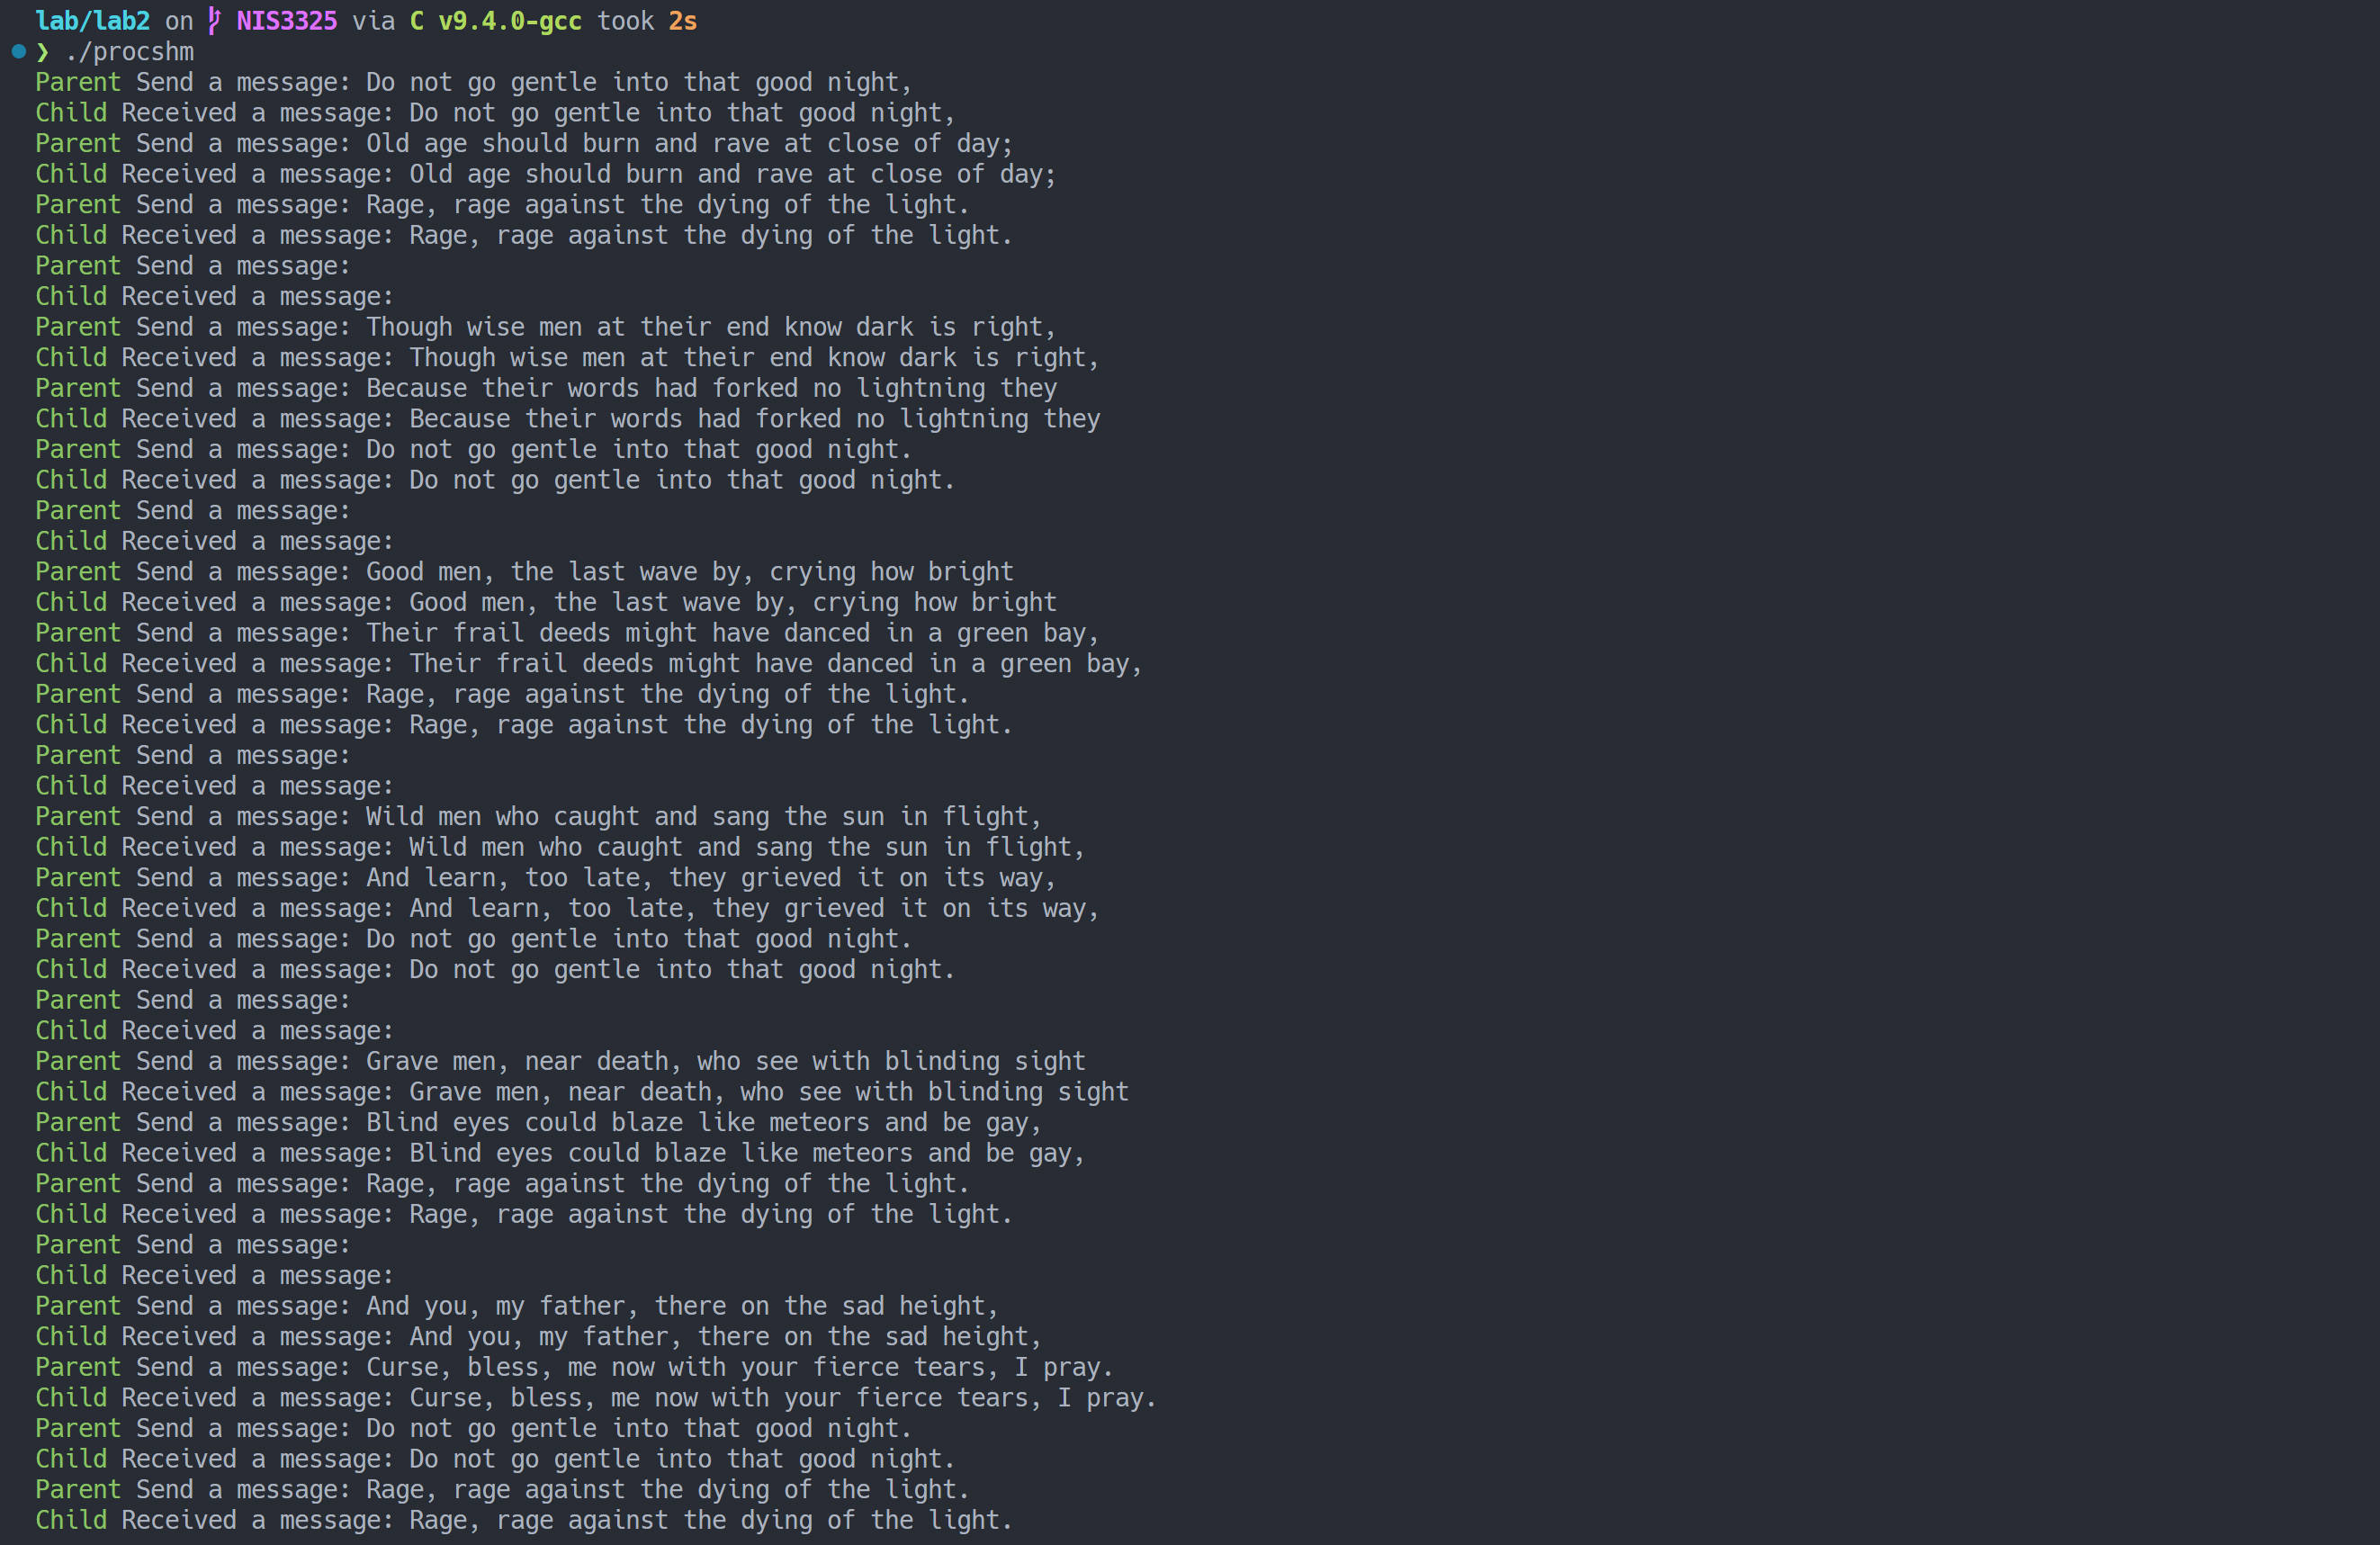 lab/lab2 on NIS3325 via C v9.4.0-gcc took 2s
❯ ./procshm
Parent Send a message: Do not go gentle into that good night,
Child Received a message: Do not go gentle into that good night,
Parent Send a message: Old age should burn and rave at close of day;
Child Received a message: Old age should burn and rave at close of day;
Parent Send a message: Rage, rage against the dying of the light.
Child Received a message: Rage, rage against the dying of the light.
Parent Send a message:
Child Received a message:
Parent Send a message: Though wise men at their end know dark is right,
Child Received a message: Though wise men at their end know dark is right,
Parent Send a message: Because their words had forked no lightning they
Child Received a message: Because their words had forked no lightning they
Parent Send a message: Do not go gentle into that good night.
Child Received a message: Do not go gentle into that good night.
Parent Send a message:
Child Received a message:
Parent Send a message: Good men, the last wave by, crying how bright
Child Received a message: Good men, the last wave by, crying how bright
Parent Send a message: Their frail deeds might have danced in a green bay,
Child Received a message: Their frail deeds might have danced in a green bay,
Parent Send a message: Rage, rage against the dying of the light.
Child Received a message: Rage, rage against the dying of the light.
Parent Send a message:
Child Received a message:
Parent Send a message: Wild men who caught and sang the sun in flight,
Child Received a message: Wild men who caught and sang the sun in flight,
Parent Send a message: And learn, too late, they grieved it on its way,
Child Received a message: And learn, too late, they grieved it on its way,
Parent Send a message: Do not go gentle into that good night.
Child Received a message: Do not go gentle into that good night.
Parent Send a message:
Child Received a message:
Parent Send a message: Grave men, near death, who see with blinding sight
Child Received a message: Grave men, near death, who see with blinding sight
Parent Send a message: Blind eyes could blaze like meteors and be gay,
Child Received a message: Blind eyes could blaze like meteors and be gay,
Parent Send a message: Rage, rage against the dying of the light.
Child Received a message: Rage, rage against the dying of the light.
Parent Send a message:
Child Received a message:
Parent Send a message: And you, my father, there on the sad height,
Child Received a message: And you, my father, there on the sad height,
Parent Send a message: Curse, bless, me now with your fierce tears, I pray.
Child Received a message: Curse, bless, me now with your fierce tears, I pray.
Parent Send a message: Do not go gentle into that good night.
Child Received a message: Do not go gentle into that good night.
Parent Send a message: Rage, rage against the dying of the light.
Child Received a message: Rage, rage against the dying of the light.